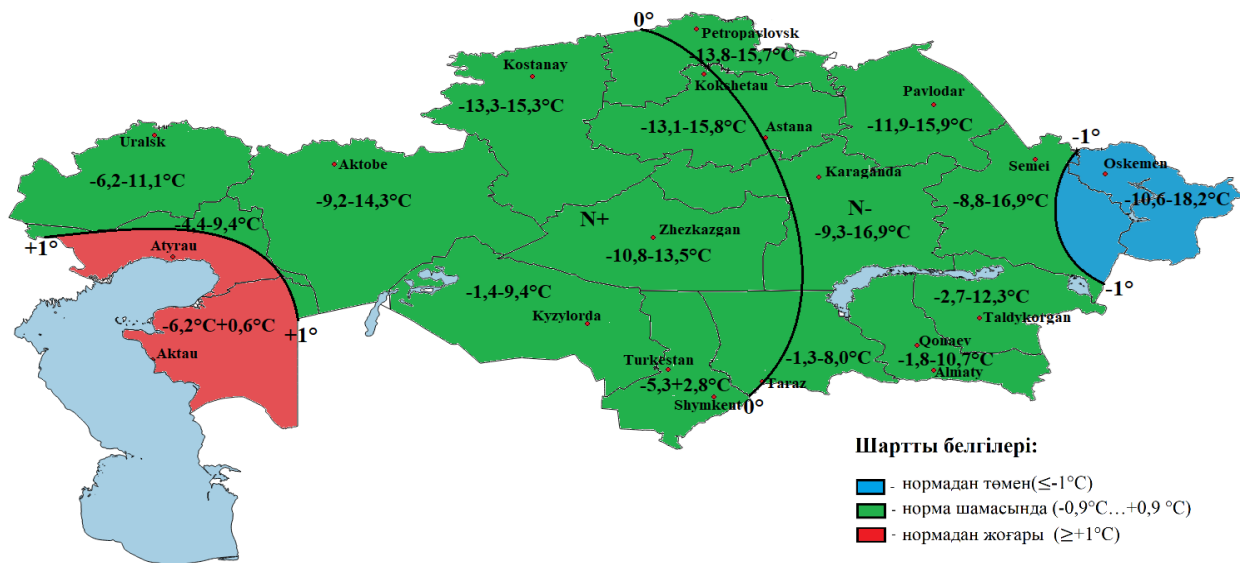 0°
Petropavlovsk
-13,8-15,7°C
Kostanay
Kokshetau
-13,3-15,3°C
Pavlodar
-13,1-15,8°C
-11,9-15,9°C
Astana
Uralsk
Aktobe
-1°
Semei
Oskemen
Karaganda
-6,2-11,1°C
-9,2-14,3°C
-8,8-16,9°C
-10,6-18,2°C
N+
N-
-4,4-9,4°C
Zhezkazgan
-9,3-16,9°C
+1°
Atyrau
-10,8-13,5°C
-1°
-1,4-9,4°C
-2,7-12,3°C
Kyzylorda
Taldykorgan
-6,2°C+0,6°C
+1°
Aktau
Qonaev
Turkestan
-1,3-8,0°C
-1,8-10,7°C
Almaty
-5,3+2,8°C
Taraz
Shymkent
0°
Шартты белгілері:
- нормадан төмен(≤-1°C)
- норма шамасында (-0,9°C...+0,9 °C)
- нормадан жоғары (≥+1°C)